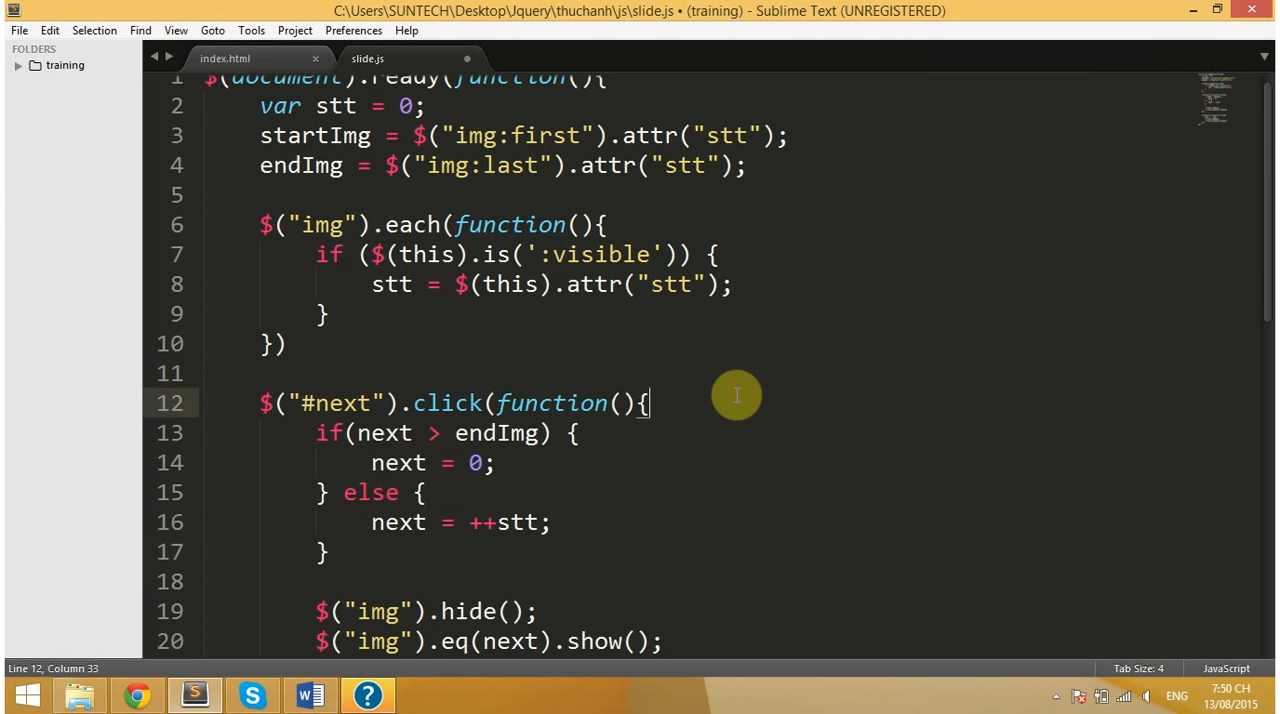 C:\Users\SUNTECH\Desktop\Jquery\thuchanh\js\slide.js • (training) - Sublime Text (UNREGISTERED)
File Edit Selection Find View Goto Tools Project Preferences Help
FOLDERS
training
index.html × slide.js
1 $(document).ready(function(){
2 var stt = 0;
3 startImg = $("img:first").attr("stt");
4 endImg = $("img:last").attr("stt");
5
6 $("img").each(function(){
7 if ($(this).is(':visible')) {
8 stt = $(this).attr("stt");
9 }
10 })
11
12 $("#next").click(function(){
13 if(next > endImg) {
14 next = 0;
15 } else {
16 next = ++stt;
17 }
18
19 $("img").hide();
20 $("img").eq(next).show();
Line 12, Column 33 Tab Size: 4 JavaScript
ENG
7:50 CH
13/08/2015